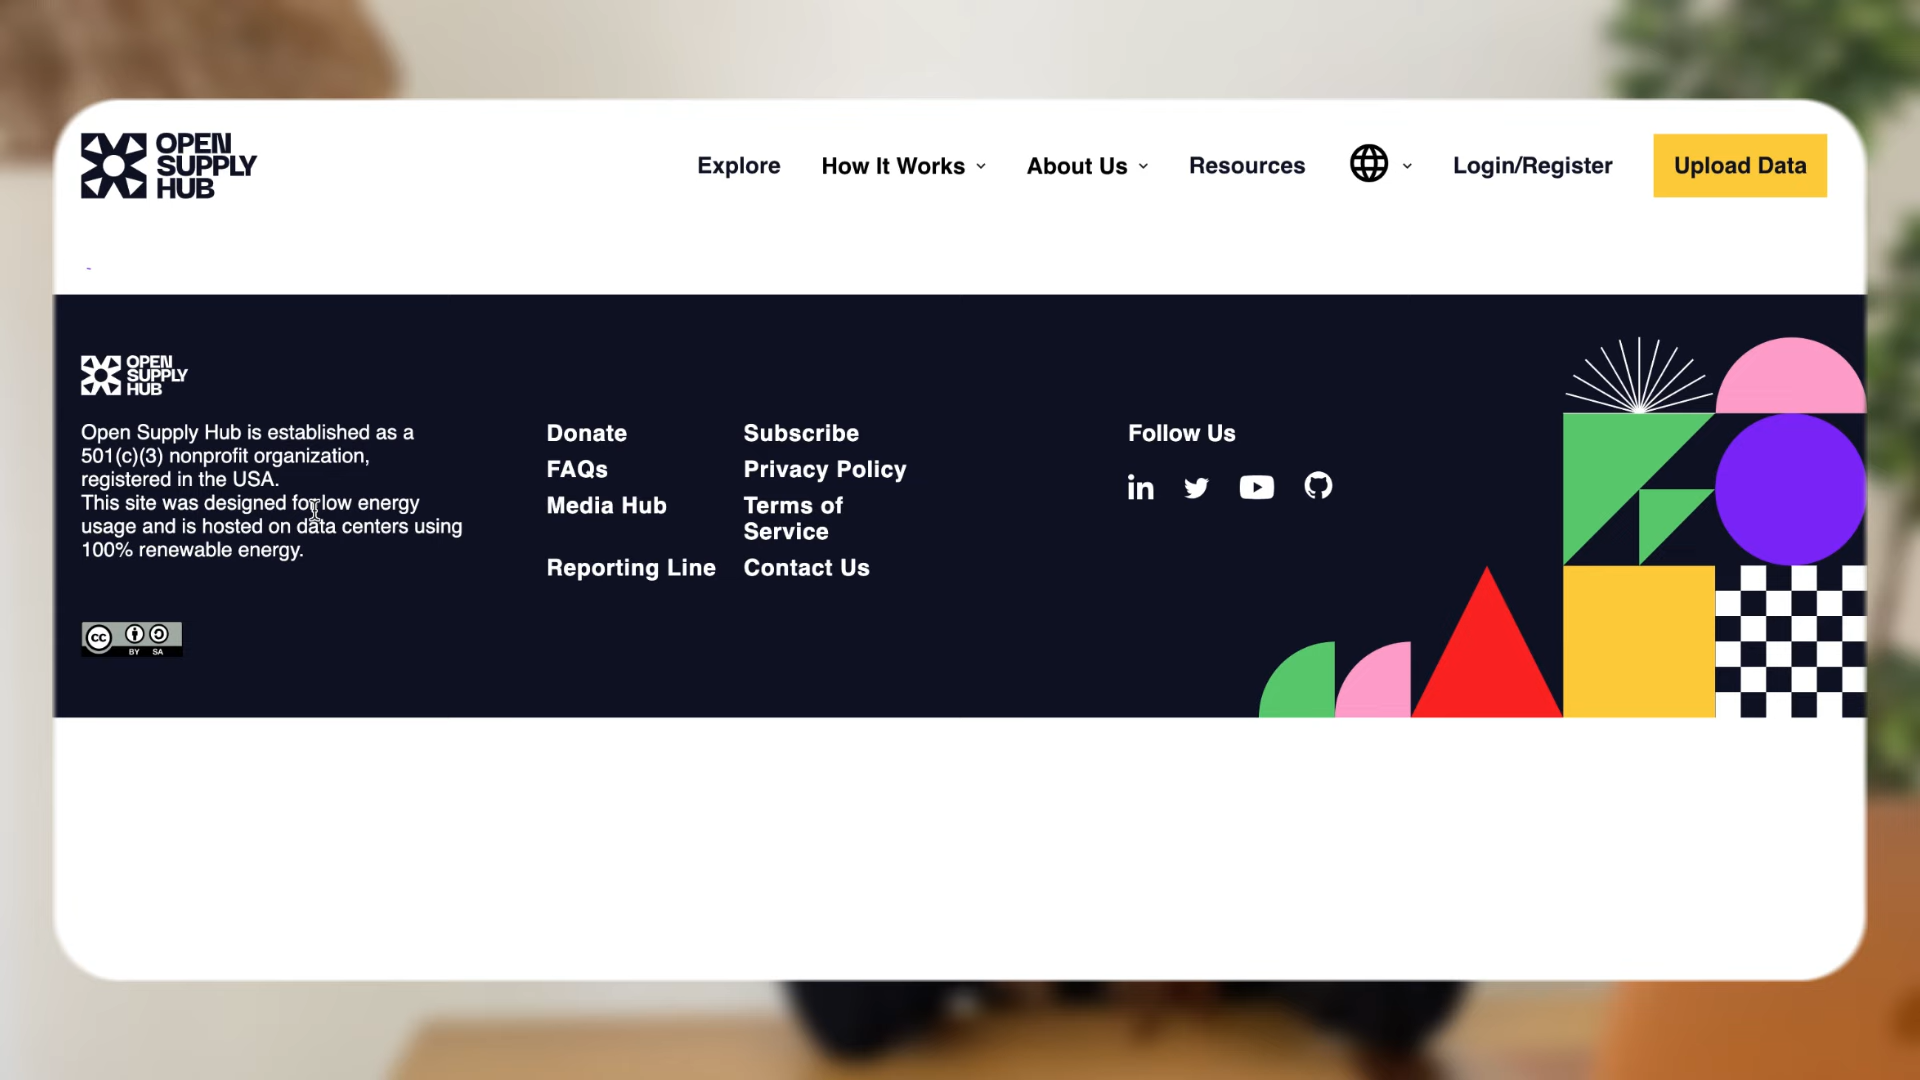 OPEN
SUPPLY
HUB
Explore
How It Works
About Us
Resources
Login/Register
Upload Data
OPEN
SUPPLY
HUB
Open Supply Hub is established as a
501(c)(3) nonprofit organization,
registered in the USA.
This site was designed for low energy
usage and is hosted on data centers using
100% renewable energy.
Donate
FAQs
Media Hub
Reporting Line
Subscribe
Privacy Policy
Terms of
Service
Contact Us
Follow Us
in
cc
BY SA